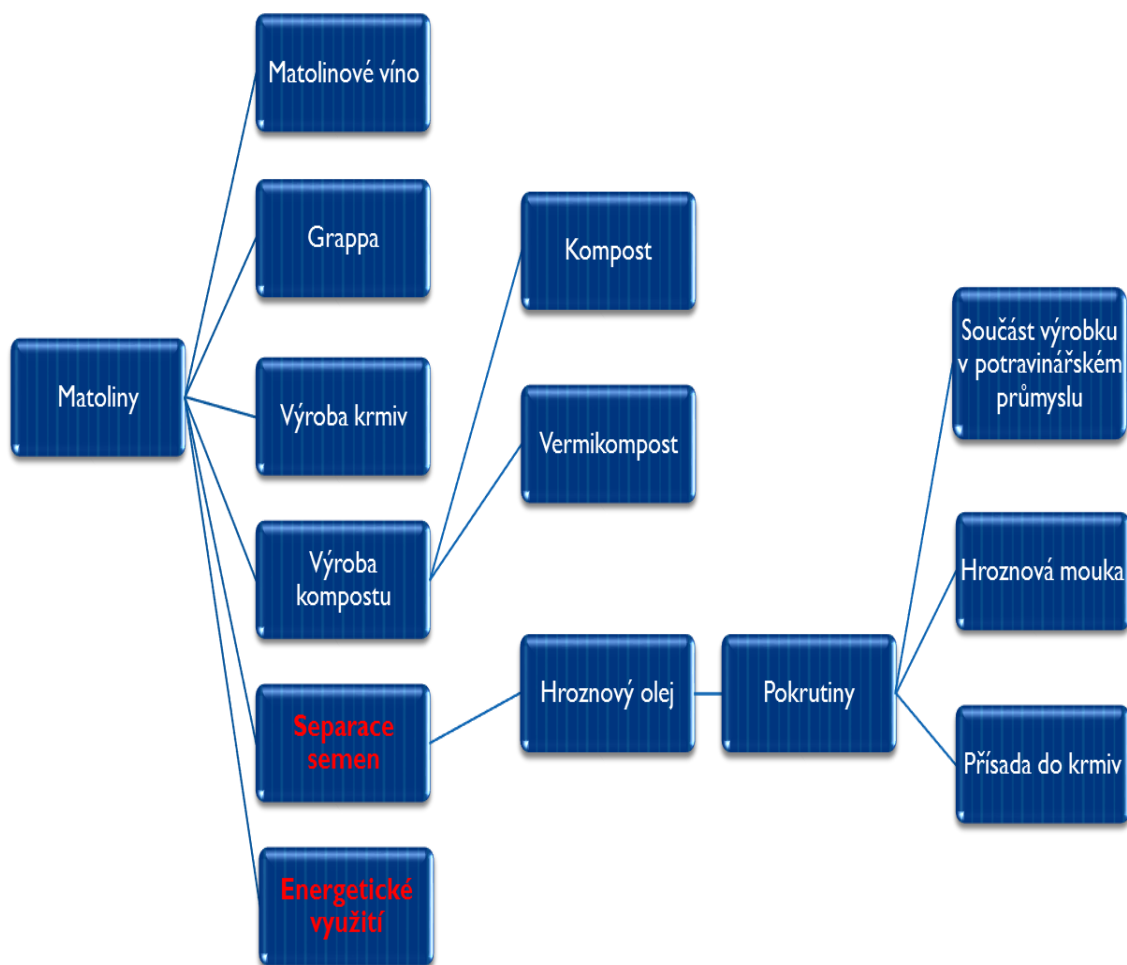 Matolinové víno
Grappa
Kompost
Součást výrobku
v potravinářském
průmyslu
Matoliny
Výroba krmiv
Vermikompost
Výroba
kompostu
Hroznová mouka
Separace
semen
Hroznový olej
Pokrutiny
Přísada do krmiv
Energetické
využití